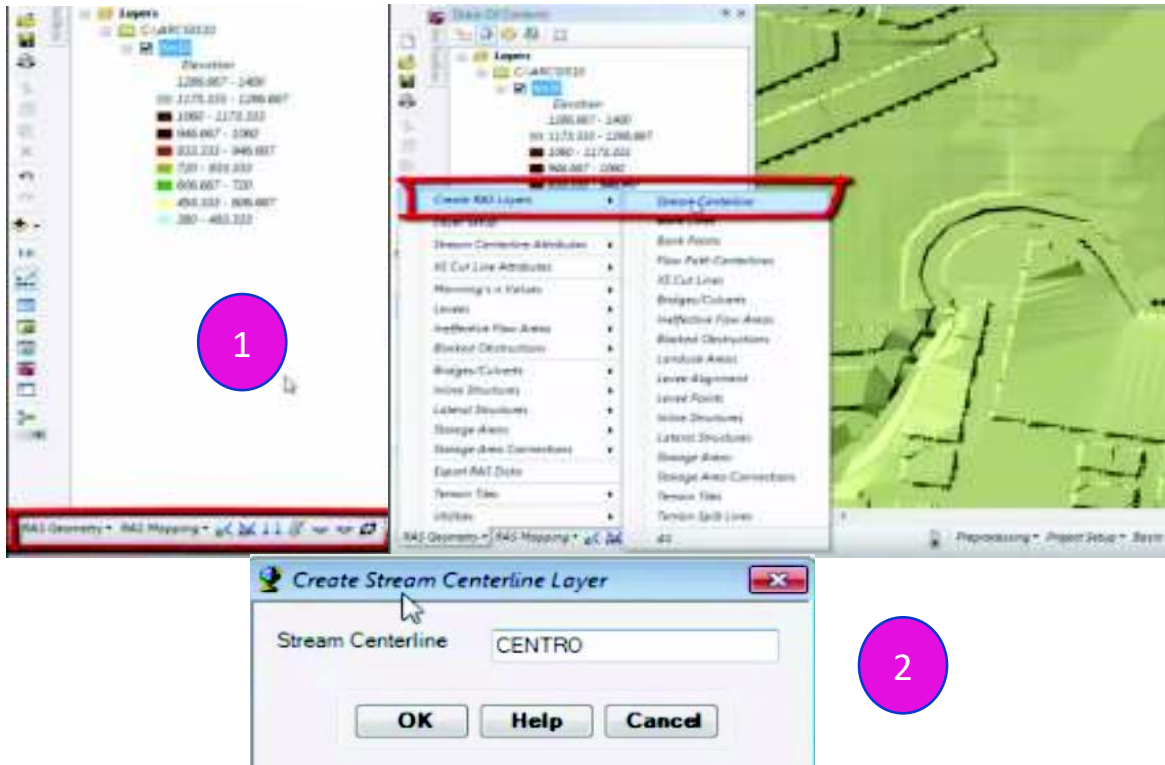 Layers
Elevation
1286.667 - 1400
1173.333 - 1286.667
1060 - 1173.333
946.667 - 1060
833.333 - 946.667
720 - 833.333
606.667 - 720
RAS Geometry RAS Mapping
1
Table Of Contents
Layers
Elevation
1286.667 - 1400
1173.333 - 1286.667
1060 - 1173.333
946.667 - 1060
Create RAS Layers
Layer Setup
Stream Centerline Attributes
XS Cut Line Attributes
Manning's n Values
Levees
Ineffective Flow Areas
Blocked Obstructions
Bridges/Culverts
Inline Structures
Lateral Structures
Storage Areas
Storage Area Connections
Export RAS Data
Terrain Tiles
Utilities
RAS Geometry RAS Mapping
Stream Centerline
Bank Lines
Bank Points
Flow Path Centerlines
XS Cut Lines
Bridges/Culverts
Ineffective Flow Areas
Blocked Obstructions
Landuse Areas
Levee Alignment
Levee Points
Inline Structures
Lateral Structures
Storage Areas
Storage Area Connections
Terrain Tiles
Terrain Split Lines
All
Preprocessing Project Setup Basin
Create Stream Centerline Layer
Stream Centerline CENTRO
OK Help Cancel
2